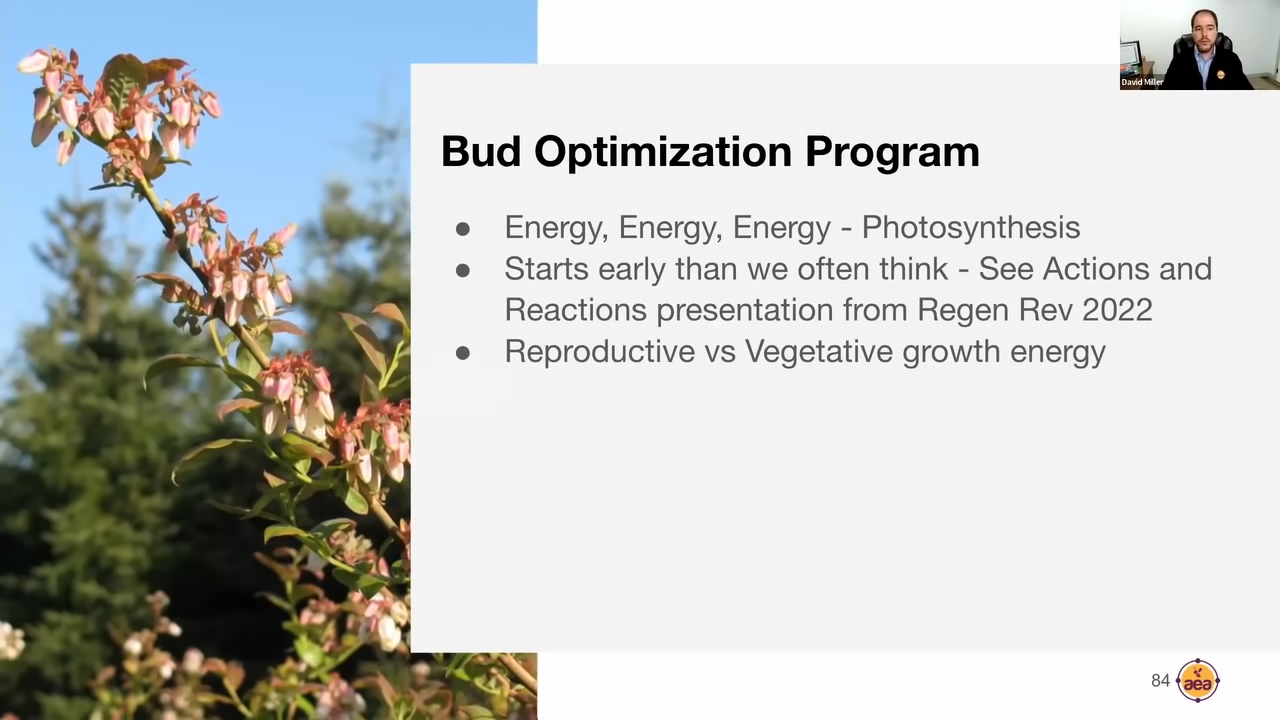 David Miller
Bud Optimization Program
● Energy, Energy, Energy - Photosynthesis
● Starts early than we often think - See Actions and
Reactions presentation from Regen Rev 2022
● Reproductive vs Vegetative growth energy
84
aea